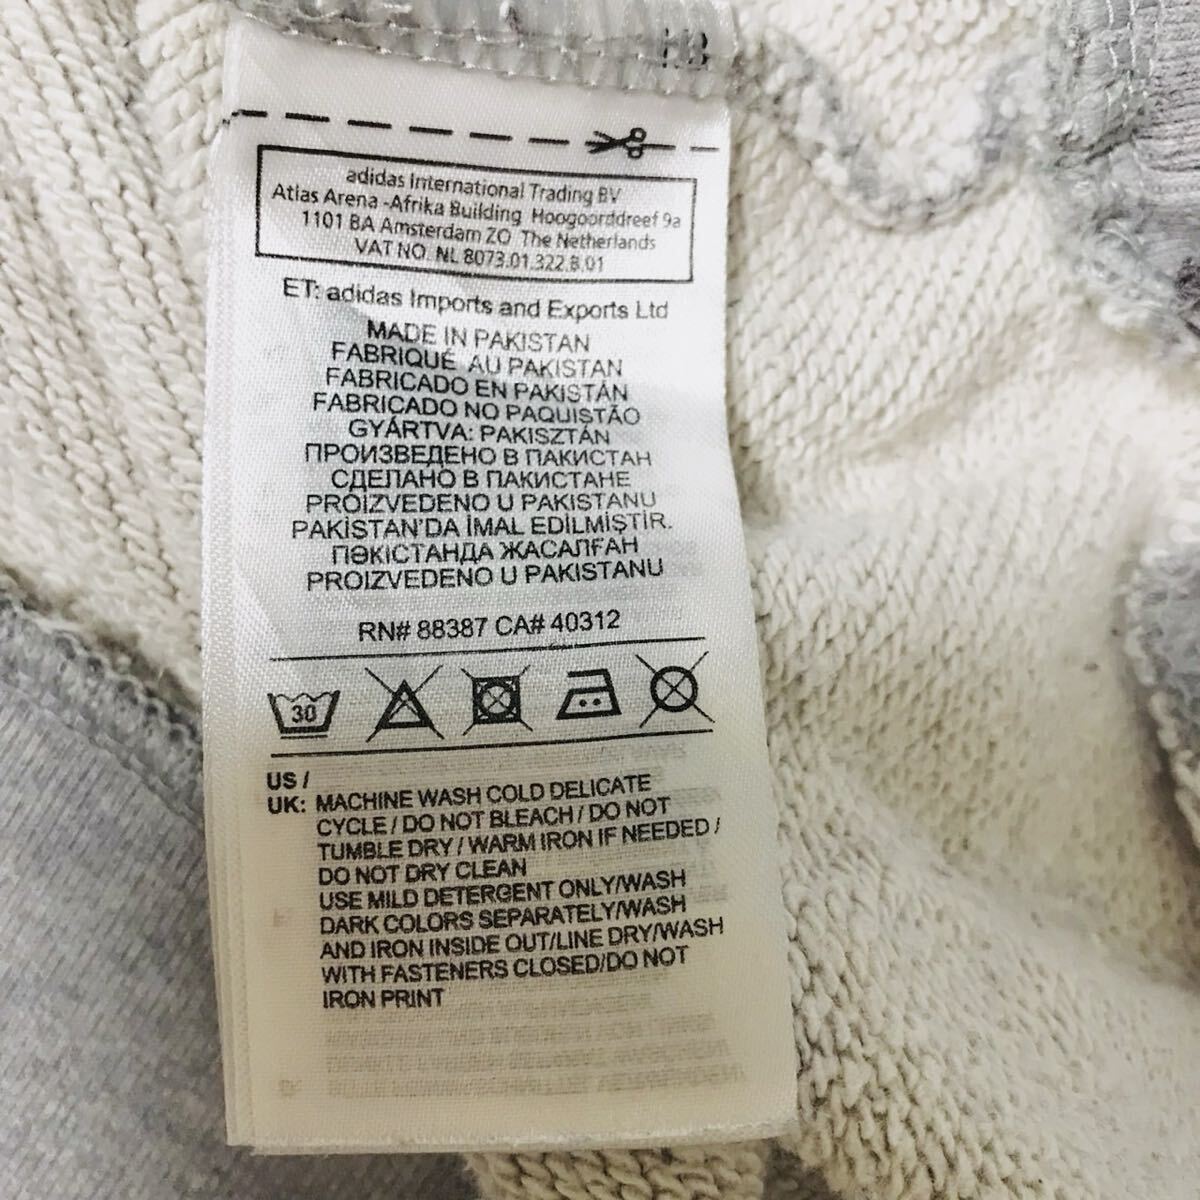 adidas International Trading BV
Atlas Arena -Afrika Building Hoogoorddreef 9a
1101 BA Amsterdam ZO The Netherlands
VAT NO. NL 8073.01.322.B.01
ET: adidas Imports and Exports Ltd
MADE IN PAKISTAN
FABRIQUÉ AU PAKISTAN
FABRICADO EN PAKISTÁN
FABRICADO NO PAQUISTÃO
GYÁRTVA: PAKISZTÁN
ПРОИЗВЕДЕНО В ПАКИСТАН
СДЕЛАНО В ПАКИСТАНЕ
PROIZVEDENO U PAKISTANU
PAKİSTAN'DA İMAL EDİLMİŞTİR.
ПӘКІСТАНДА ЖАСАЛҒАН
PROIZVEDENO U PAKISTANU
RN# 88387 CA# 40312
30
US /
UK: MACHINE WASH COLD DELICATE
CYCLE / DO NOT BLEACH / DO NOT
TUMBLE DRY / WARM IRON IF NEEDED /
DO NOT DRY CLEAN
USE MILD DETERGENT ONLY/WASH
DARK COLORS SEPARATELY/WASH
AND IRON INSIDE OUT/LINE DRY/WASH
WITH FASTENERS CLOSED/DO NOT
IRON PRINT